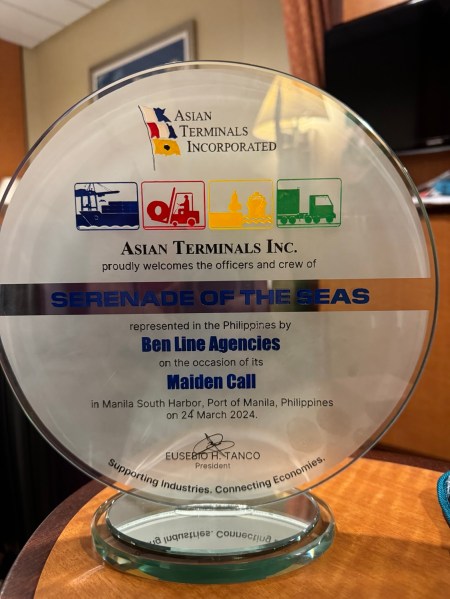 ASIAN
TERMINALS
INCORPORATED
ASIAN TERMINALS INC.
proudly welcomes the officers and crew of
SERENADE OF THE SEAS
represented in the Philippines by
Ben Line Agencies
on the occasion of its
Maiden Call
in Manila South Harbor, Port of Manila, Philippines
on 24 March 2024.
EUSEBIO H. TANCO
President
Supporting Industries. Connecting Economies.